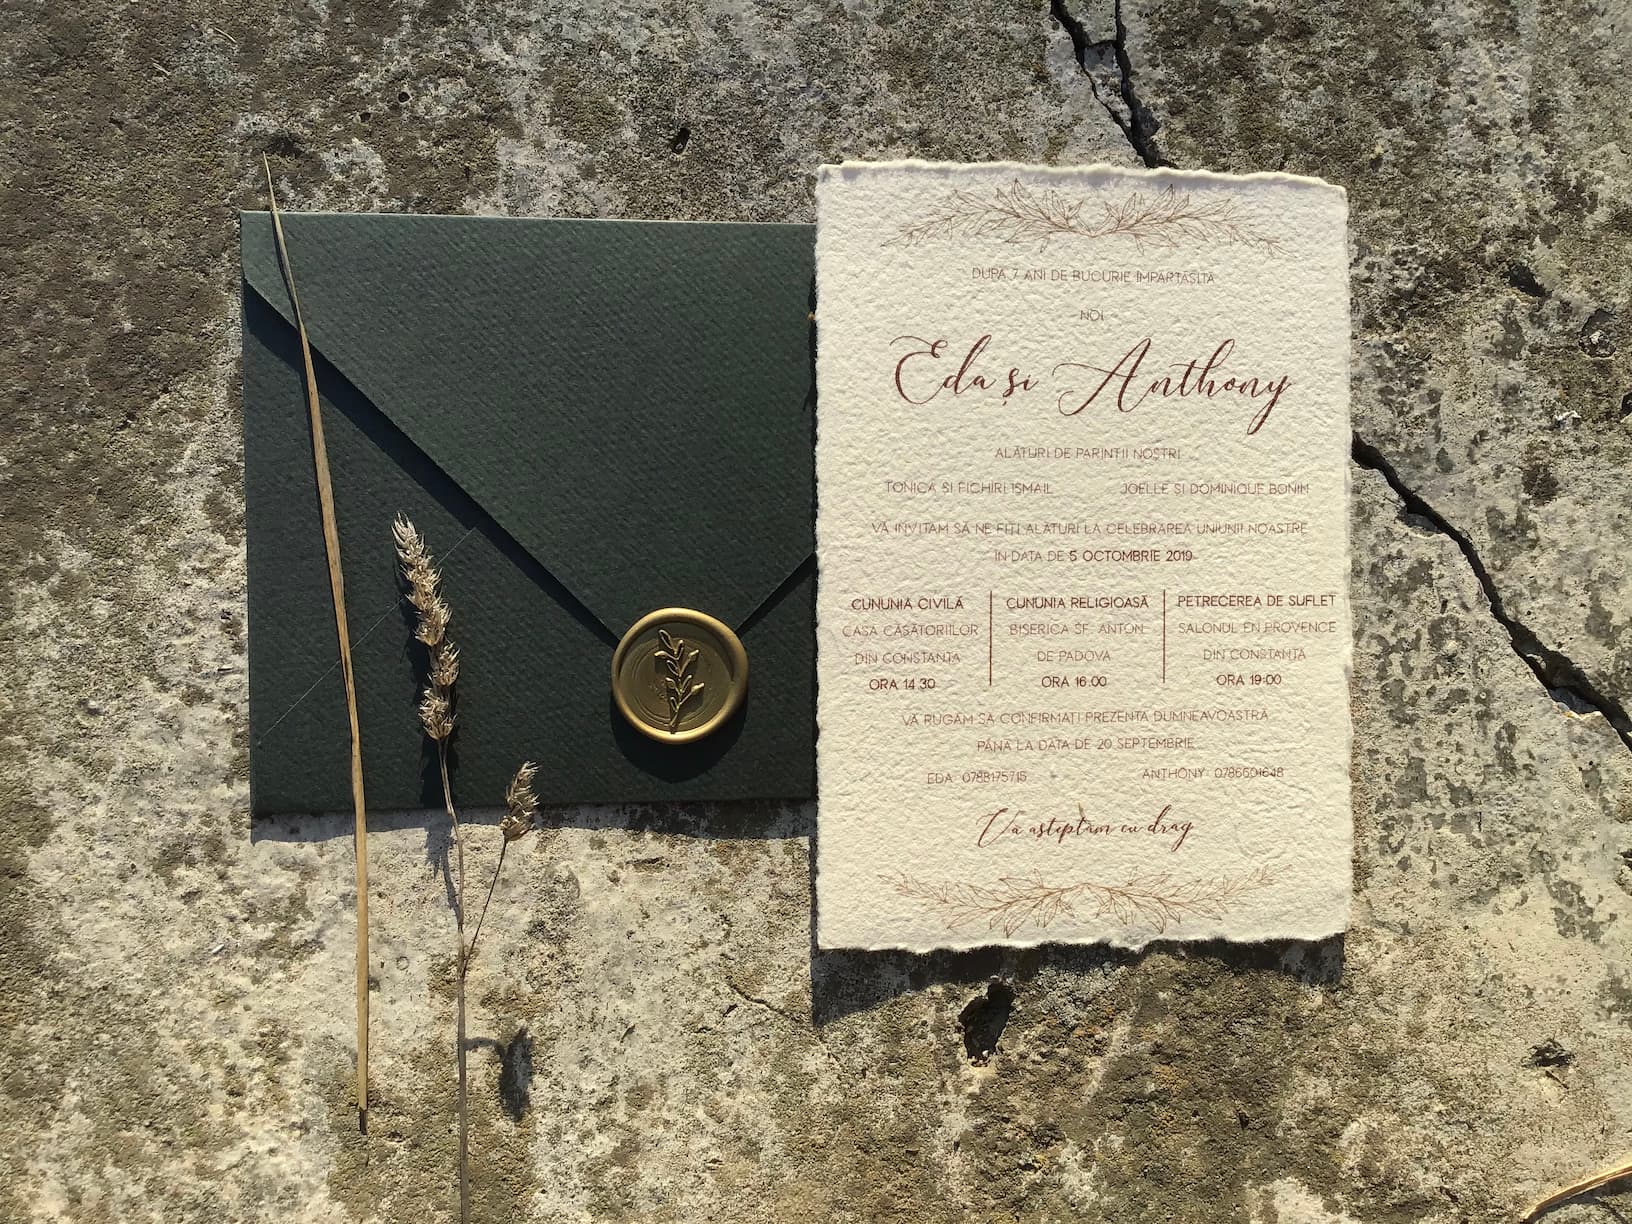 DUPĂ 7 ANI DE BUCURIE ÎMPĂRTĂȘITĂ
NOI
Eda și Anthony
ALĂTURI DE PĂRINȚII NOȘTRI
TONICA ȘI FICHIRI ISMAIL
JOELLE ȘI DOMINIQUE BONIN
VĂ INVITĂM SĂ NE FIȚI ALĂTURI LA CELEBRAREA UNIUNII NOASTRE
ÎN DATA DE 5 OCTOMBRIE 2019
CUNUNIA CIVILĂ
CASA CĂSĂTORIILOR
DIN CONSTANȚA
ORA 14:30
CUNUNIA RELIGIOASĂ
BISERICA SF. ANTON
DE PADOVA
ORA 16:00
PETRECEREA DE SUFLET
SALONUL EN PROVENCE
DIN CONSTANȚA
ORA 19:00
VĂ RUGĂM SĂ CONFIRMAȚI PREZENȚA DUMNEAVOASTRĂ
PÂNĂ LA DATA DE 20 SEPTEMBRIE
EDA: 0788175715
ANTHONY: 0786601648
Vă așteptăm cu drag